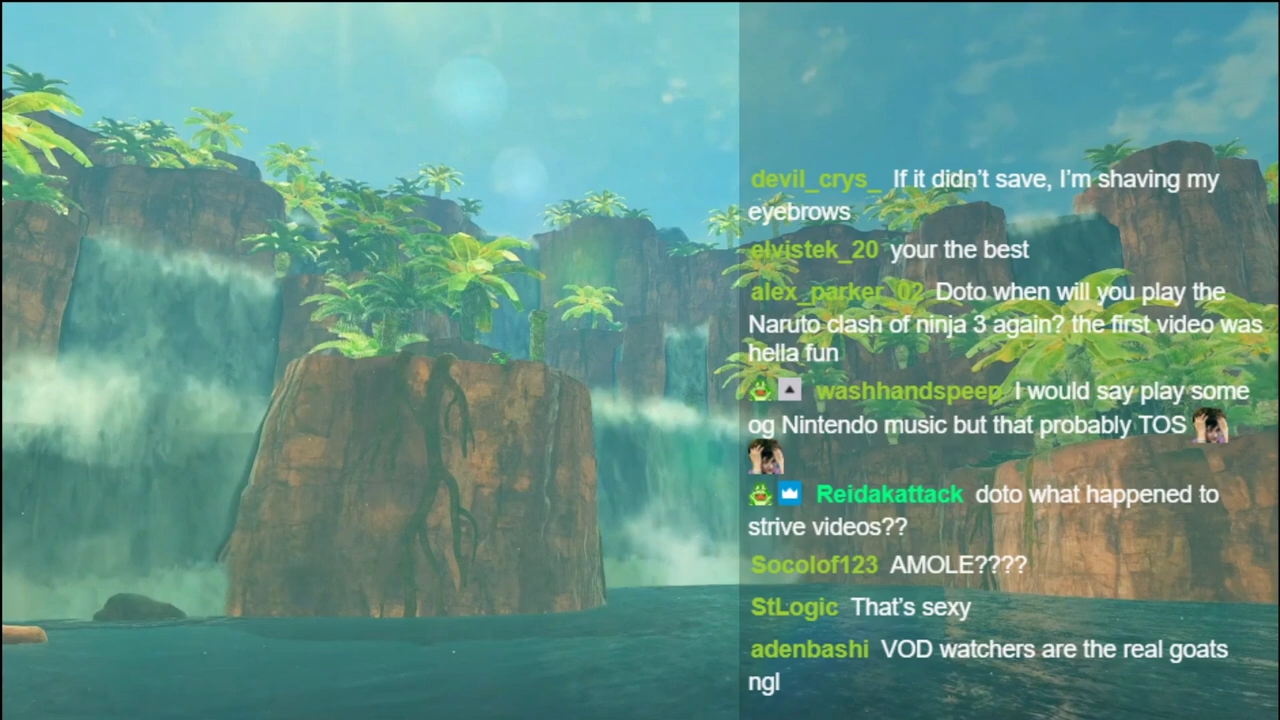 devil_crys_ If it didn’t save, I’m shaving my
eyebrows
elvistek_20 your the best
alex_parker_02 Doto when will you play the
Naruto clash of ninja 3 again? the first video was
hella fun
washhandspeep I would say play some
og Nintendo music but that probably TOS
Reidakattack doto what happened to
strive videos??
Socolof123 AMOLE????
StLogic That’s sexy
adenbashi VOD watchers are the real goats
ngl